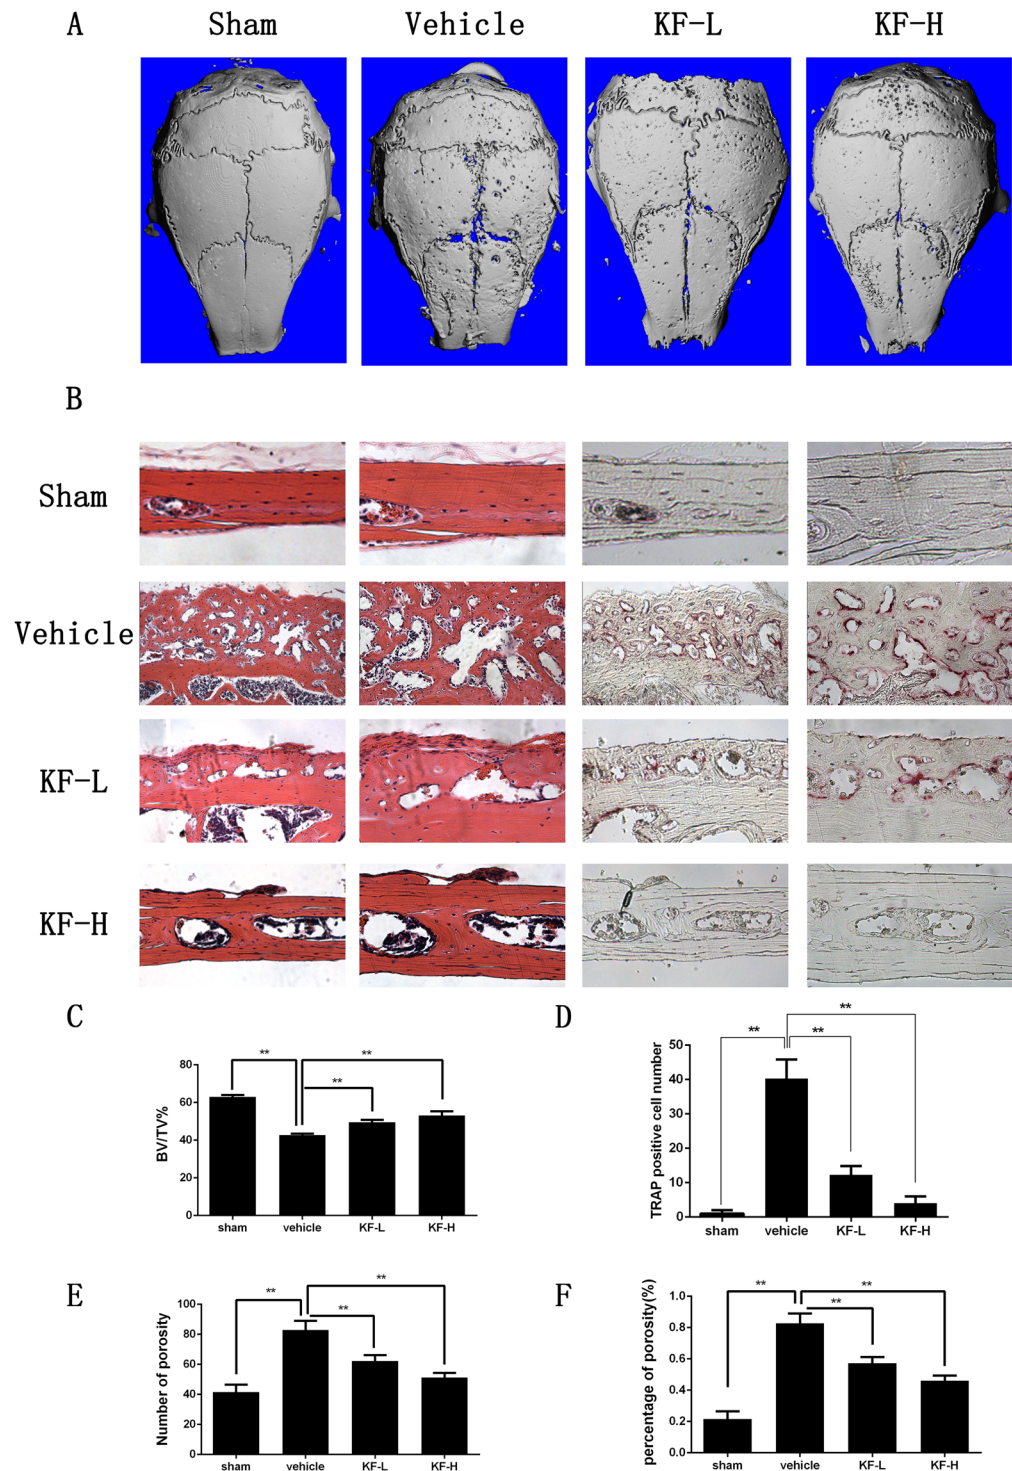 A Sham Vehicle KF-L KF-H
B
Sham
Vehicle
KF-L
KF-H
C
BV/TV%
80
60
40
20
0
** ** **
sham vehicle KF-L KF-H
D
TRAP positive cell number
50
40
30
20
10
0
** ** **
sham vehicle KF-L KF-H
E
Number of porosity
100
80
60
40
20
0
** ** **
sham vehicle KF-L KF-H
F
percentage of porosity(%)
1.0
0.8
0.6
0.4
0.2
0.0
** ** **
sham vehicle KF-L KF-H